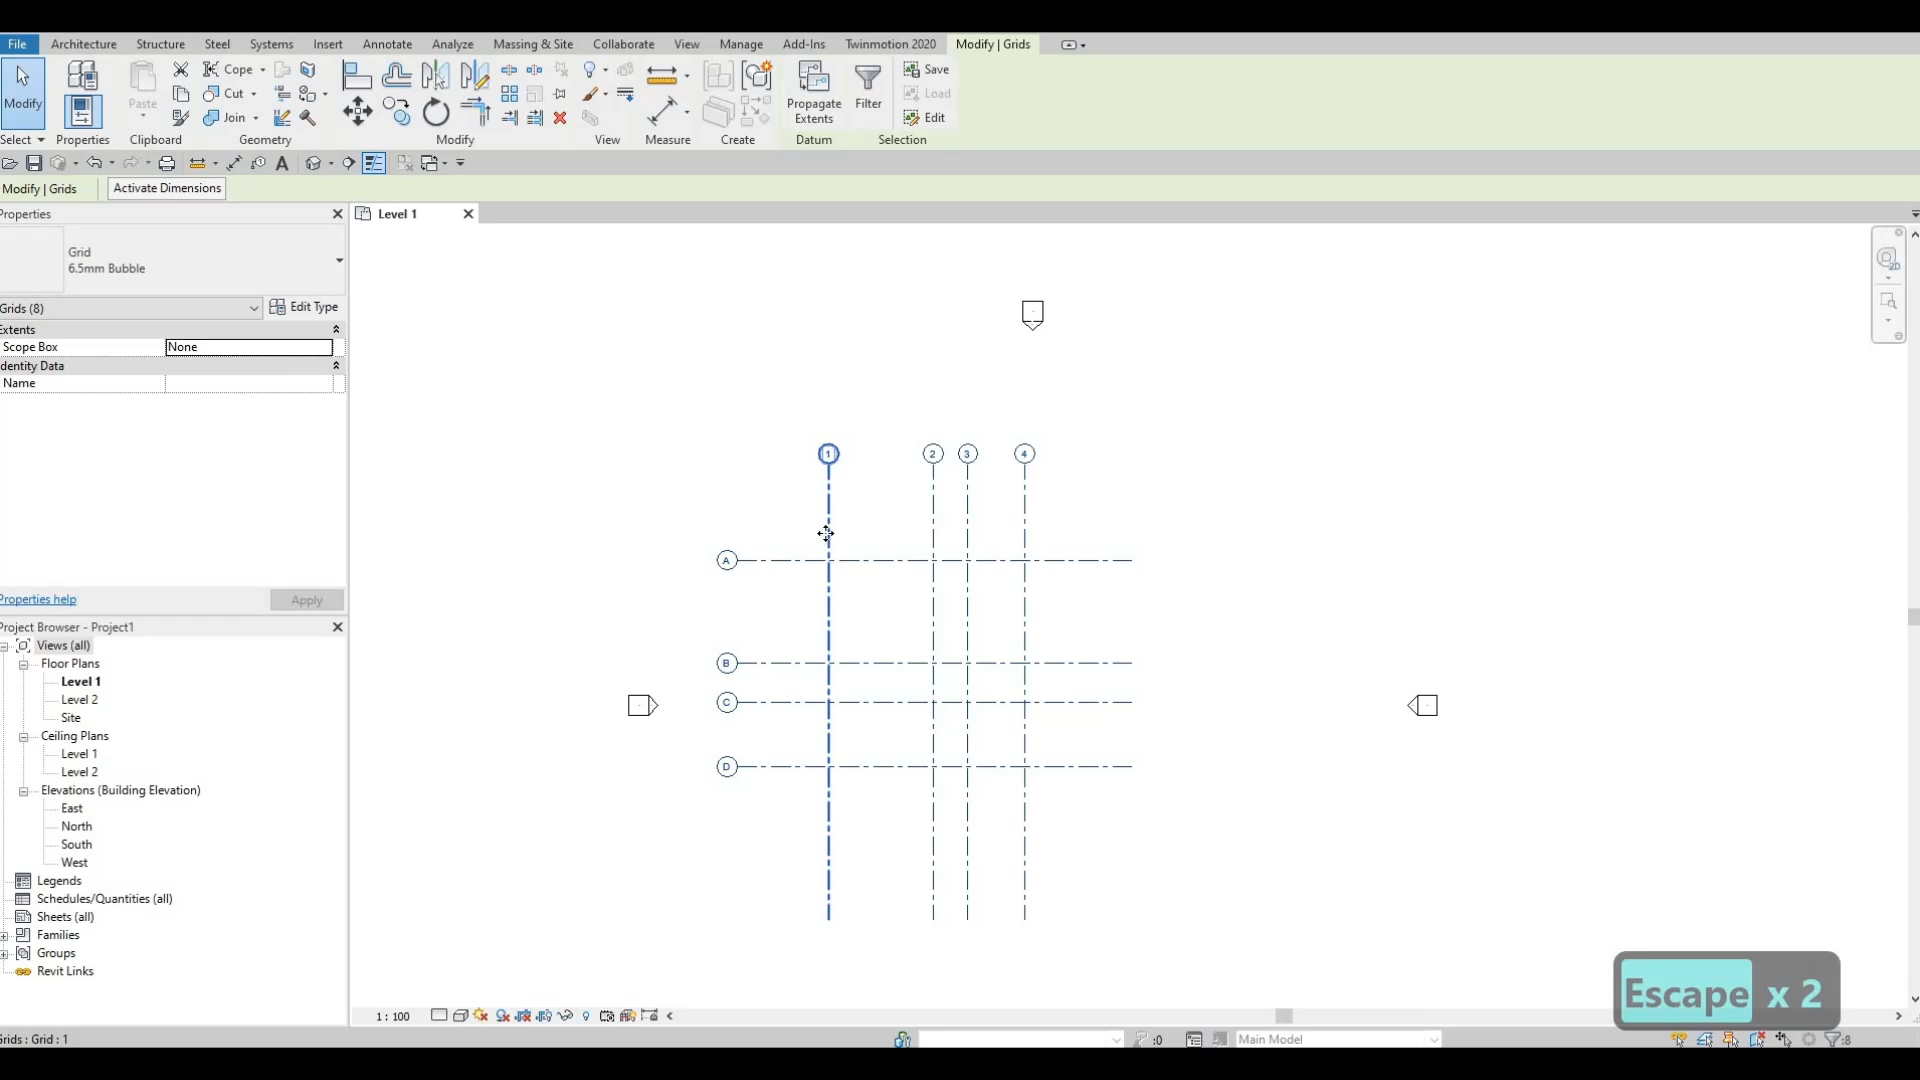 File Architecture Structure Steel Systems Insert Annotate Analyze Massing & Site Collaborate View Manage Add-Ins Twinmotion 2020 Modify | Grids
Modify
Paste
Cope
Cut
Join
Propagate Extents
Filter
Save
Load
Edit
Select Properties Clipboard Geometry Modify View Measure Create Datum Selection
A
Modify | Grids Activate Dimensions
Properties
Level 1
Grid
6.5mm Bubble
Grids (8) Edit Type
Extents
Scope Box None
Identity Data
Name
2D
1 2 3 4
A
B
C
D
Properties help Apply
Project Browser - Project1
Views (all)
Floor Plans
Level 1
Level 2
Site
Ceiling Plans
Level 1
Level 2
Elevations (Building Elevation)
East
North
South
West
Legends
Schedules/Quantities (all)
Sheets (all)
Families
Groups
Revit Links
Escape x 2
1 : 100
Grids : Grid : 1
:0
Main Model
:8